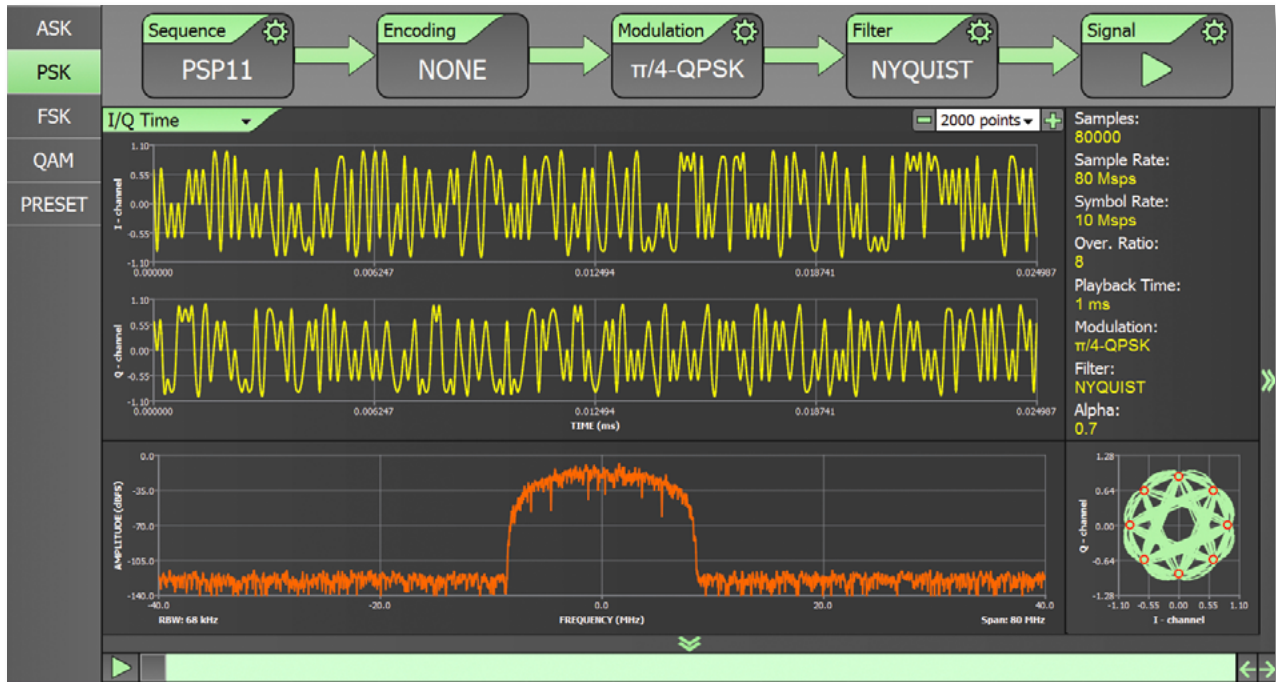 ASK
PSK
FSK
QAM
PRESET
Sequence
PSP11
Encoding
NONE
Modulation
π/4-QPSK
Filter
NYQUIST
Signal
I/Q Time
2000 points
1.10
0.55
0.00
-0.55
-1.10
I - channel
0.000000 0.006247 0.012494 0.018741 0.024987
1.10
0.55
0.00
-0.55
-1.10
Q - channel
0.000000 0.006247 0.012494 0.018741 0.024987
TIME (ms)
Samples:
80000
Sample Rate:
80 Msps
Symbol Rate:
10 Msps
Over. Ratio:
8
Playback Time:
1 ms
Modulation:
π/4-QPSK
Filter:
NYQUIST
Alpha:
0.7
0.0
-35.0
-70.0
-105.0
-140.0
AMPLITUDE (dBFS)
-40.0 -20.0 0.0 20.0 40.0
RBW: 68 kHz FREQUENCY (MHz) Span: 80 MHz
1.28
0.64
0.00
-0.64
-1.28
Q - channel
-1.10 -0.55 0.00 0.55 1.10
I - channel